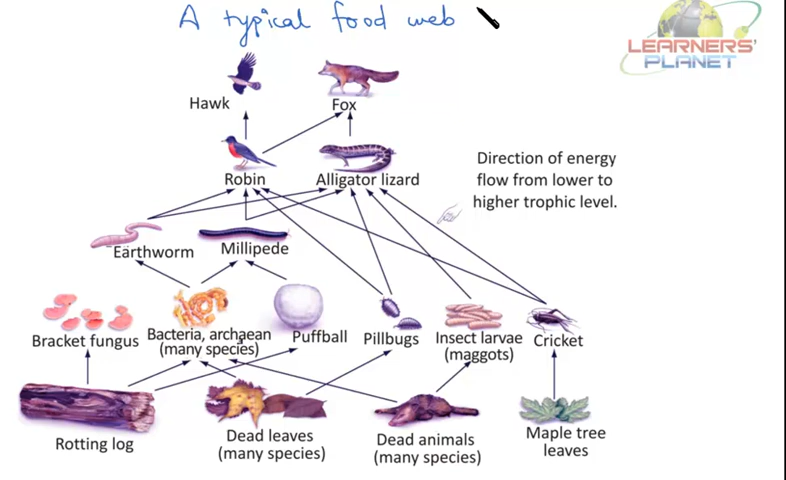 A typical food web
LEARNERS'
PLANET
Hawk
Fox
Robin
Alligator lizard
Direction of energy
flow from lower to
higher trophic level.
Earthworm
Millipede
Bracket fungus
Bacteria, archaean
(many species)
Puffball
Pillbugs
Insect larvae
(maggots)
Cricket
Rotting log
Dead leaves
(many species)
Dead animals
(many species)
Maple tree
leaves